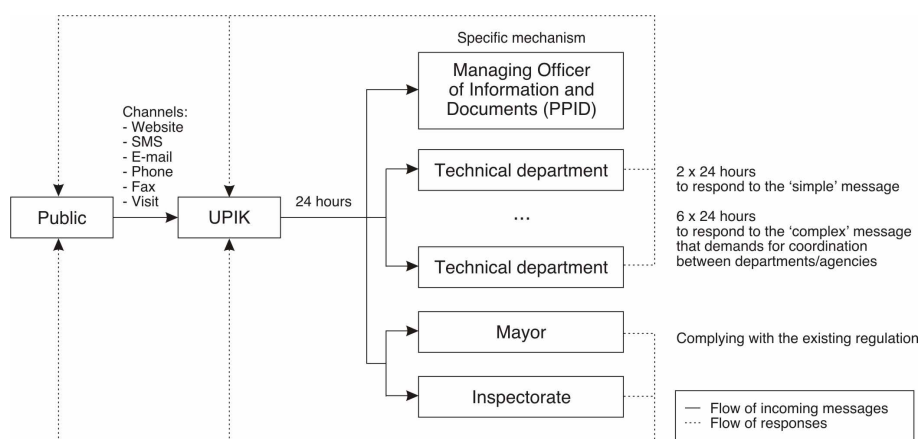 Specific mechanism
Managing Officer
of Information and
Documents (PPID)
Channels:
- Website
- SMS
- E-mail
- Phone
- Fax
- Visit
Public
UPIK
24 hours
Technical department
...
Technical department
2 x 24 hours
to respond to the ‘simple’ message
6 x 24 hours
to respond to the ‘complex’ message
that demands for coordination
between departments/agencies
Mayor
Complying with the existing regulation
Inspectorate
Flow of incoming messages
Flow of responses